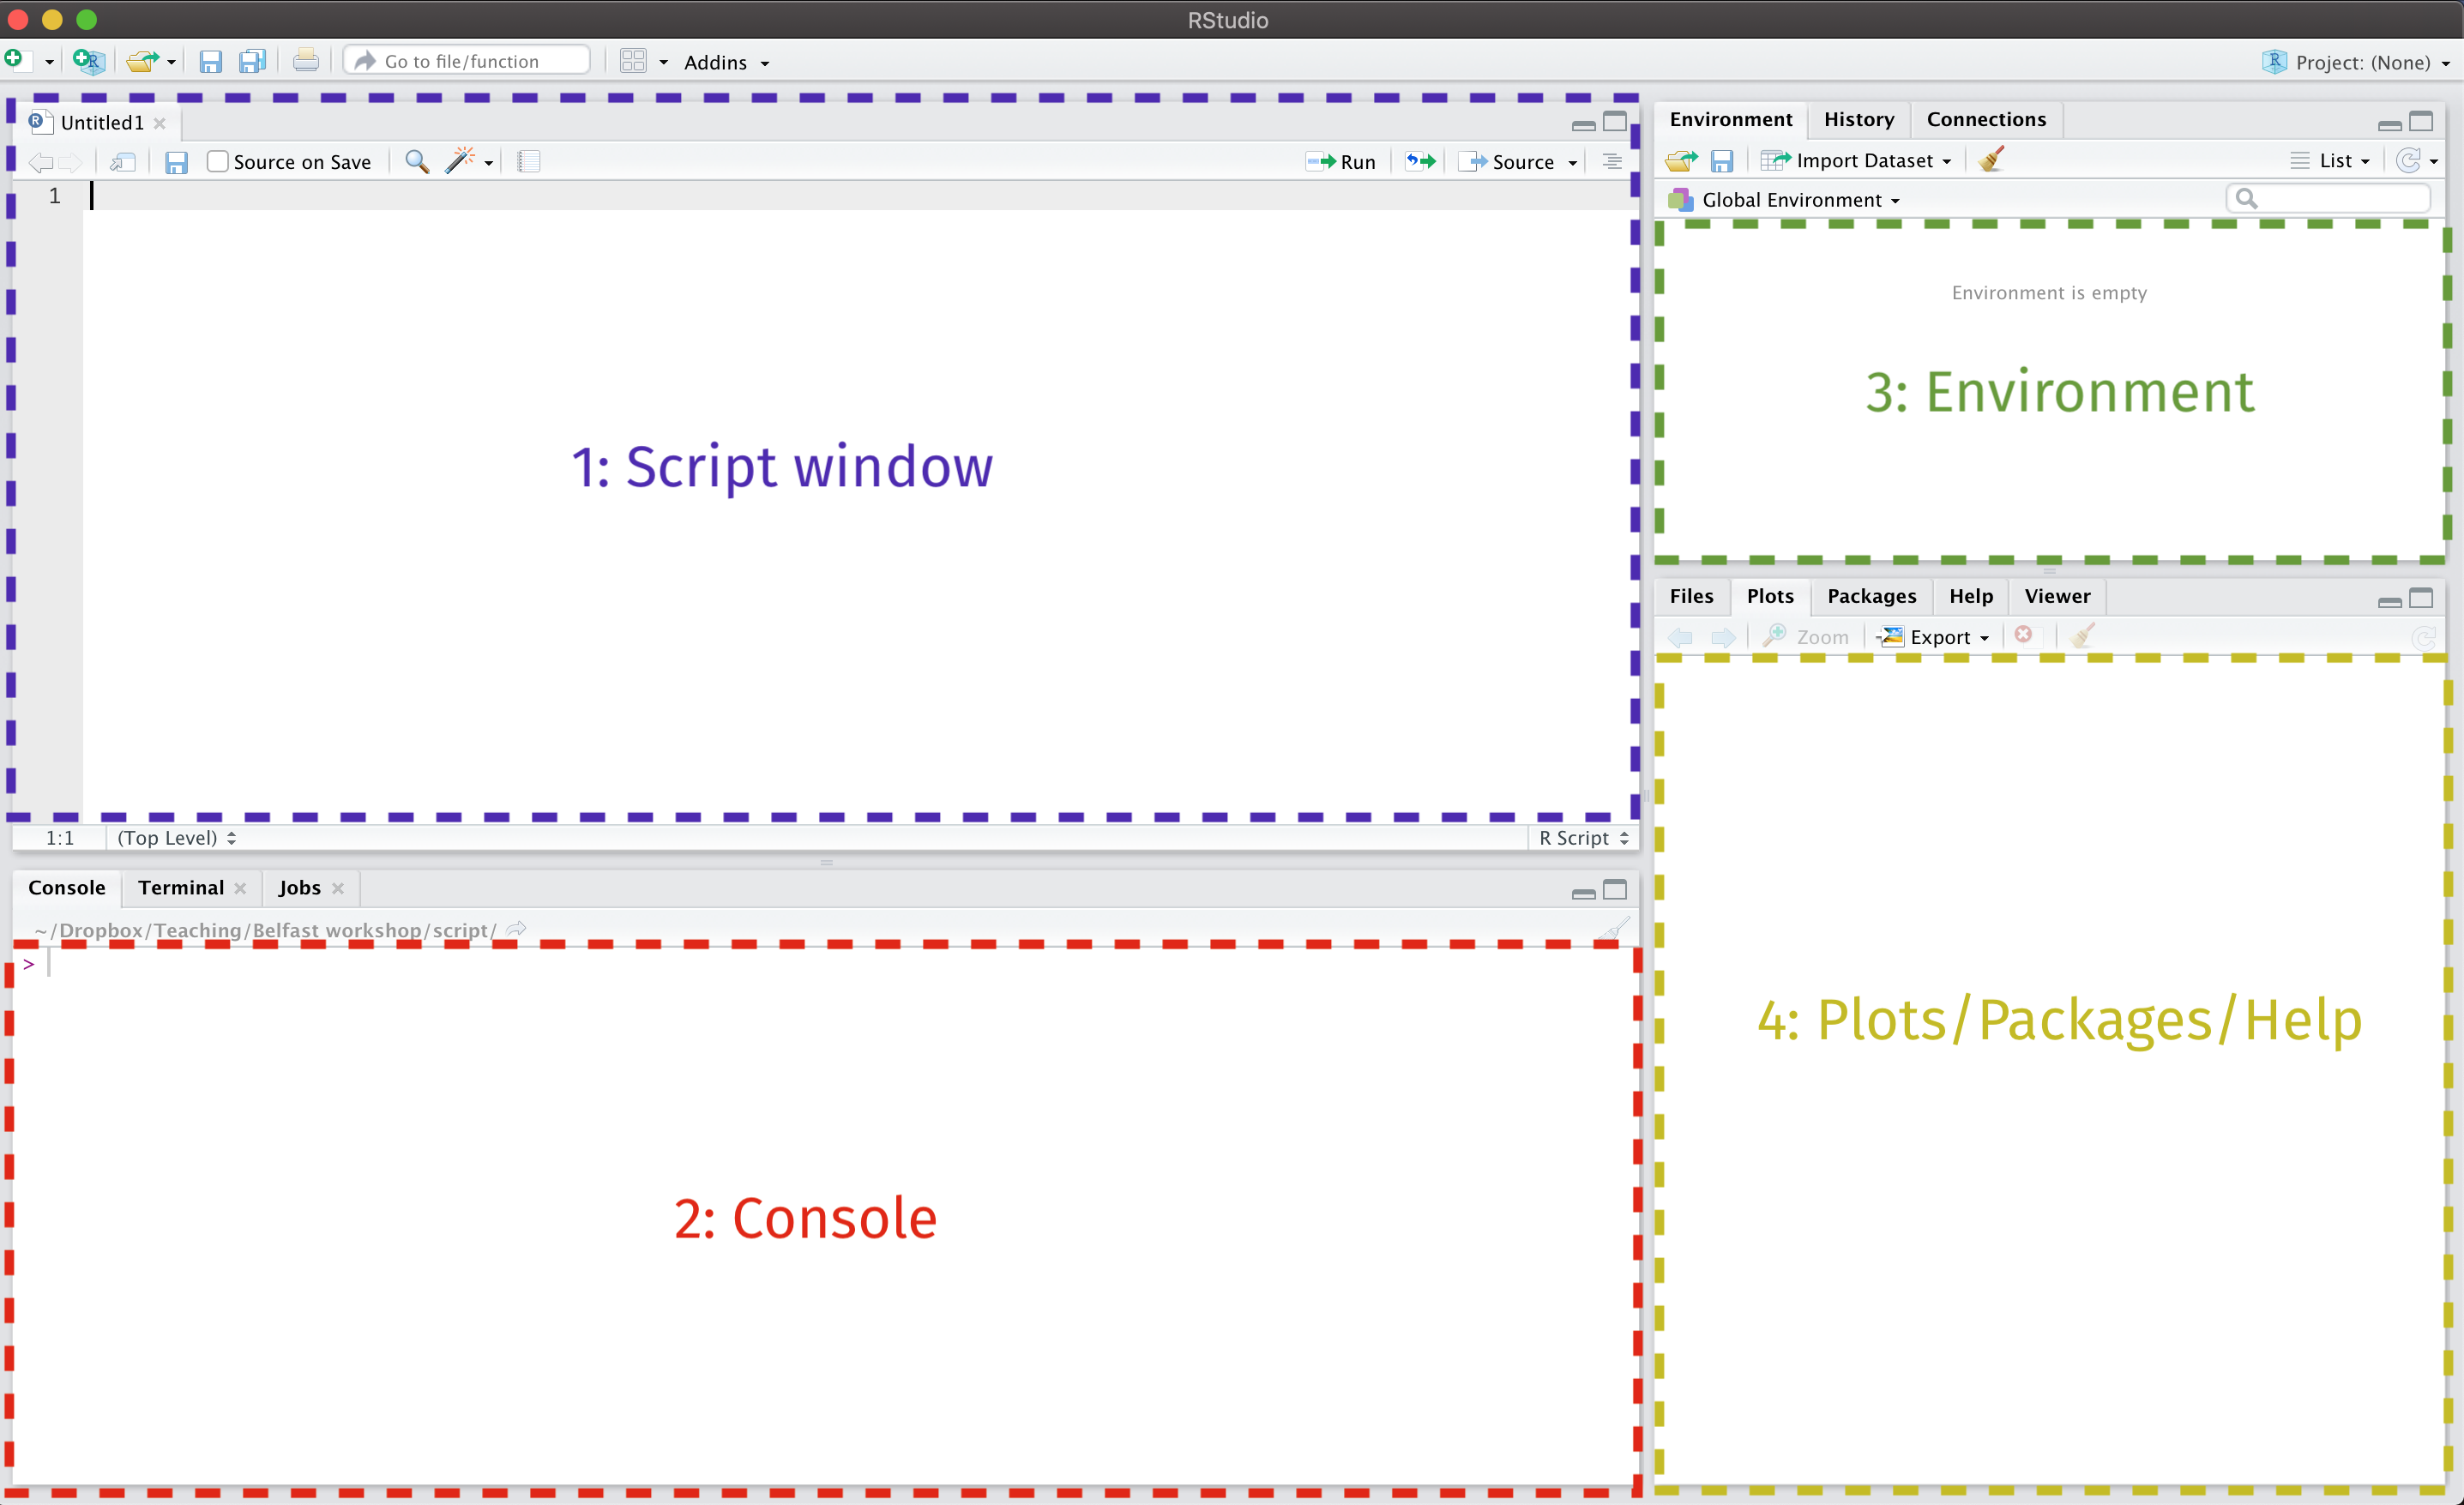 RStudio
Go to file/function
Addins
Project: (None)
Untitled1
Source on Save
Run
Source
1
1: Script window
1:1
(Top Level)
R Script
Console
Terminal
Jobs
~/Dropbox/Teaching/Belfast workshop/script/
>
2: Console
Environment
History
Connections
Import Dataset
List
Global Environment
Environment is empty
3: Environment
Files
Plots
Packages
Help
Viewer
Zoom
Export
4: Plots/Packages/Help